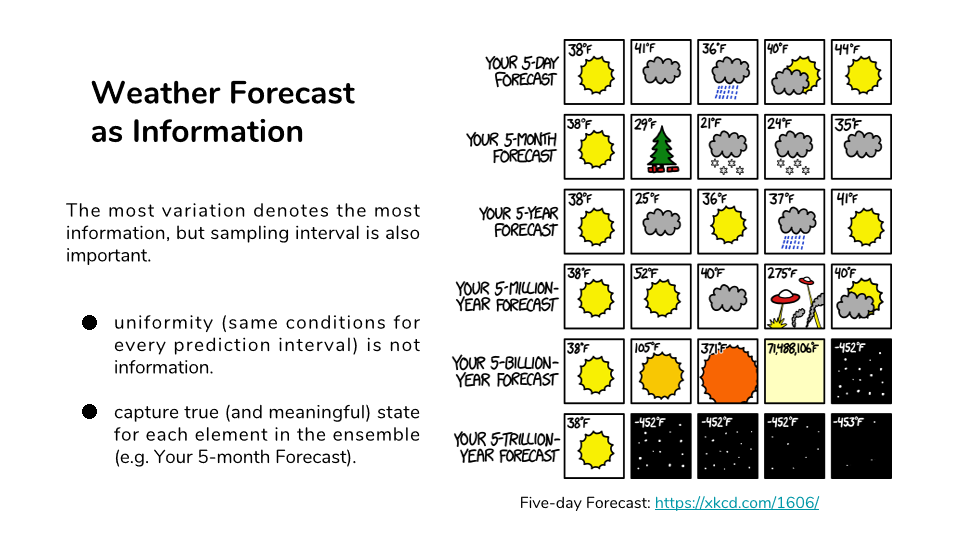 Weather Forecast
as Information
The most variation denotes the most
information, but sampling interval is also
important.
● uniformity (same conditions for
every prediction interval) is not
information.
● capture true (and meaningful) state
for each element in the ensemble
(e.g. Your 5-month Forecast).
YOUR 5-DAY
FORECAST
38°F 41°F 36°F 40°F 44°F
YOUR 5-MONTH
FORECAST
38°F 29°F 21°F 24°F 35°F
YOUR 5-YEAR
FORECAST
38°F 25°F 36°F 37°F 41°F
YOUR 5-MILLION-
YEAR FORECAST
38°F 52°F 40°F 275°F 40°F
YOUR 5-BILLION-
YEAR FORECAST
38°F 105°F 371°F 71,488,106°F -452°F
YOUR 5-TRILLION-
YEAR FORECAST
38°F -452°F -452°F -452°F -453°F
Five-day Forecast: https://xkcd.com/1606/